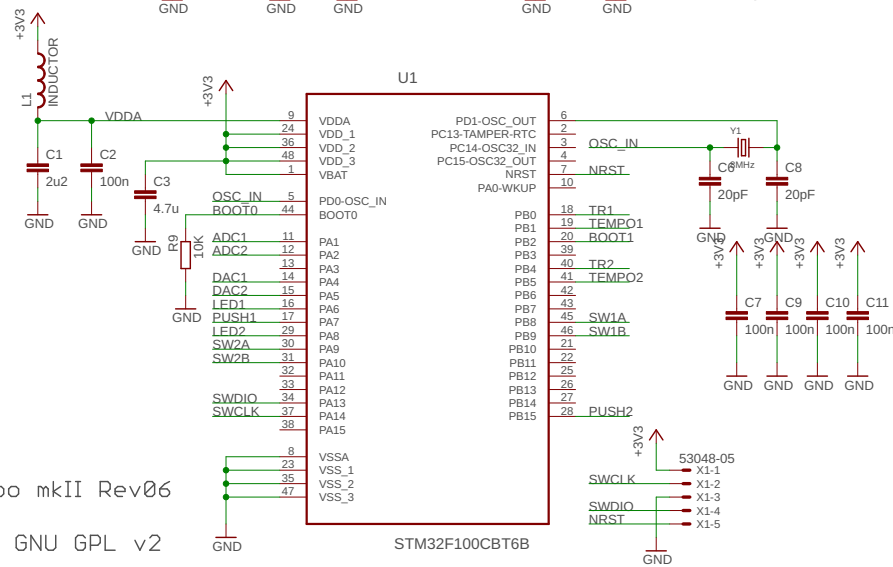 GND GND GND GND GND
+3V3
L1
INDUCTOR
VDDA
+3V3
U1
C1
2u2
C2
100n
C3
4.7u
GND GND GND
9 VDDA
24 VDD_1
36 VDD_2
48 VDD_3
1 VBAT
OSC_IN 5 PD0-OSC_IN
BOOT0 44 BOOT0
R9
10K
GND
ADC1 11 PA1
ADC2 12 PA2
13 PA3
DAC1 14 PA4
DAC2 15 PA5
LED1 16 PA6
PUSH1 17 PA7
LED2 29 PA8
SW2A 30 PA9
SW2B 31 PA10
32 PA11
33 PA12
SWDIO 34 PA13
SWCLK 37 PA14
38 PA15
8 VSSA
23 VSS_1
35 VSS_2
47 VSS_3
GND
PD1-OSC_OUT 6
PC13-TAMPER-RTC 2
PC14-OSC32_IN 3 OSC_IN
PC15-OSC32_OUT 4
NRST 7 NRST
PA0-WKUP 10
PB0 18 TR1
PB1 19 TEMPO1
PB2 20 BOOT1
PB3 39
PB4 40 TR2
PB5 41 TEMPO2
PB6 42
PB7 43
PB8 45 SW1A
PB9 46 SW1B
PB10 21
PB11 22
PB12 25
PB13 26
PB14 27
PB15 28 PUSH2
STM32F100CBT6B
Y1
8MHz
C6
20pF
C8
20pF
GND GND
+3V3 +3V3 +3V3 +3V3
C7 C9 C10 C11
100n 100n 100n 100n
GND GND GND GND
+3V3
53048-05
X1-1
SWCLK X1-2
X1-3
SWDIO X1-4
NRST X1-5
GND
oo mkII Rev06
GNU GPL v2